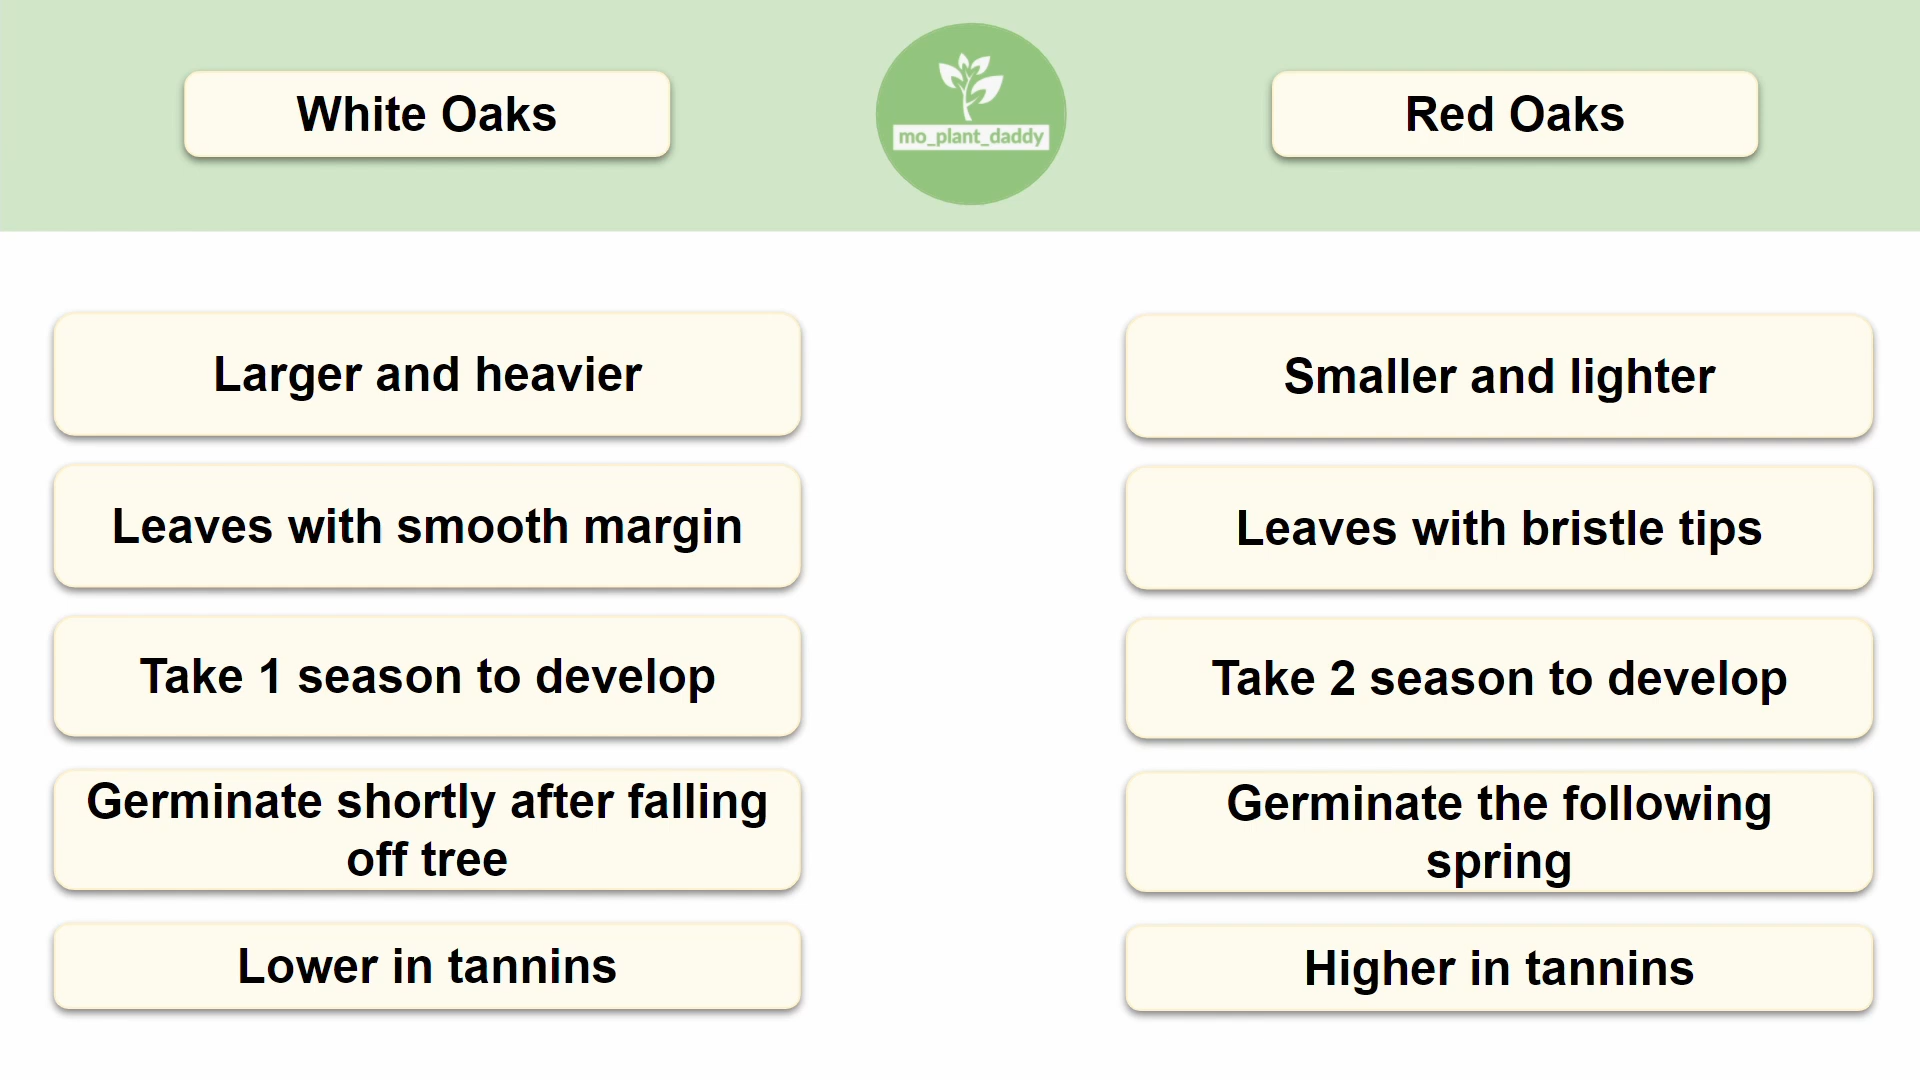 White Oaks
mo_plant_daddy
Red Oaks
Larger and heavier
Smaller and lighter
Leaves with smooth margin
Leaves with bristle tips
Take 1 season to develop
Take 2 season to develop
Germinate shortly after falling
off tree
Germinate the following
spring
Lower in tannins
Higher in tannins